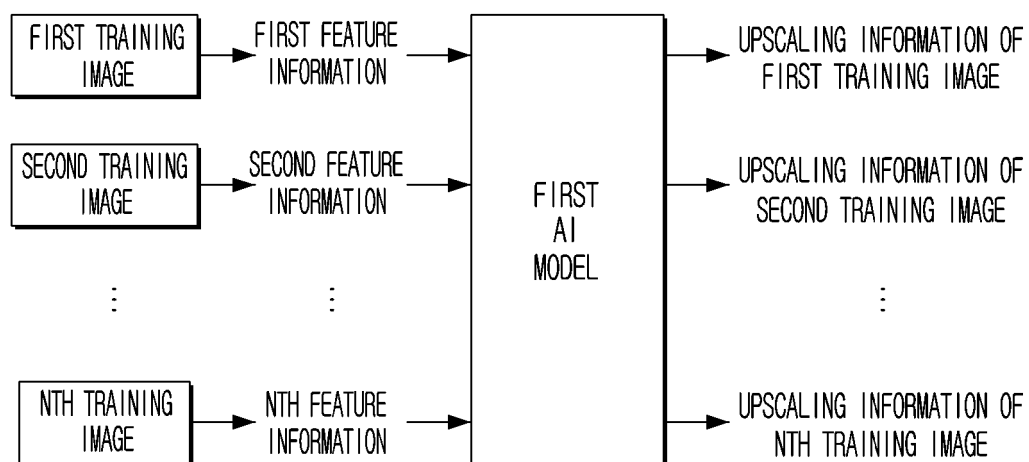 FIRST TRAINING
IMAGE
FIRST FEATURE
INFORMATION
UPSCALING INFORMATION OF
FIRST TRAINING IMAGE
SECOND TRAINING
IMAGE
SECOND FEATURE
INFORMATION
FIRST
AI
MODEL
UPSCALING INFORMATION OF
SECOND TRAINING IMAGE
NTH TRAINING
IMAGE
NTH FEATURE
INFORMATION
UPSCALING INFORMATION OF
NTH TRAINING IMAGE